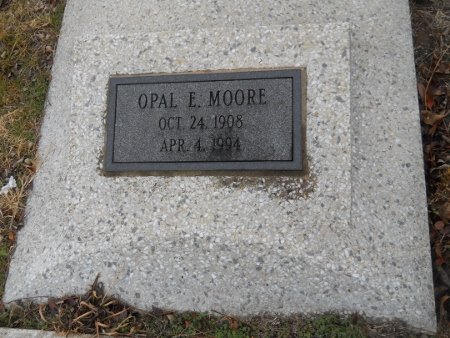 OPAL E. MOORE
OCT. 24, 1908
APR. 4, 1994